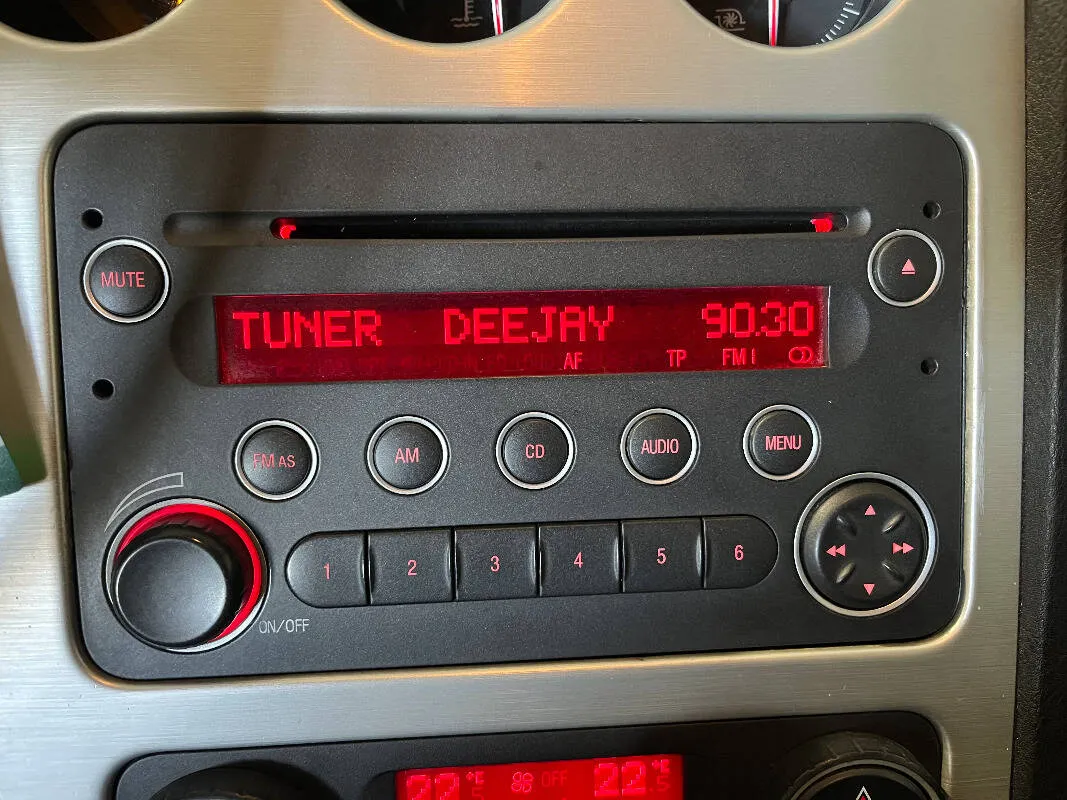 MUTE
TUNER DEEJAY 90.30
AF TP FM1
FM AS AM CD AUDIO MENU
1 2 3 4 5 6
ON/OFF
22 °C OFF 22 °C